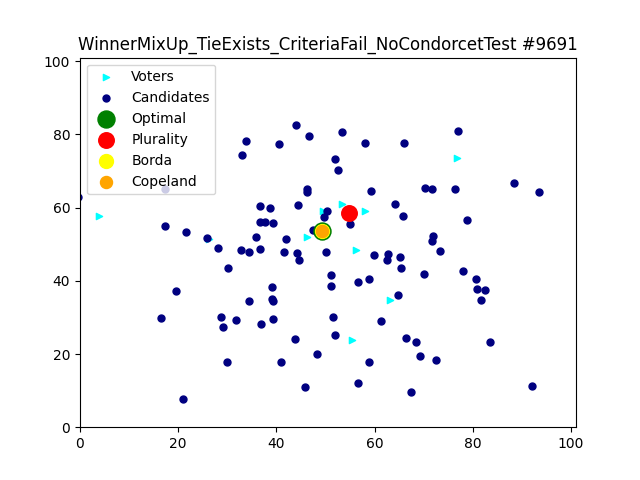 WinnerMixUp_TieExists_CriteriaFail_NoCondorcetTest #9691
Voters
Candidates
Optimal
Plurality
Borda
Copeland
100
80
60
40
20
0
0 20 40 60 80 100